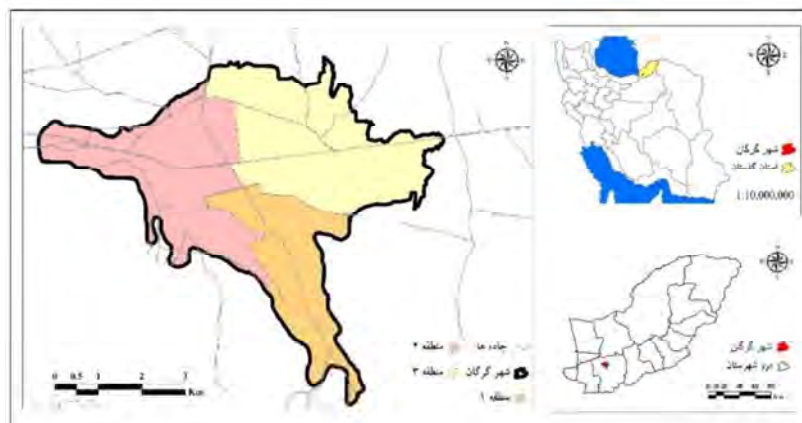 جاده ها
منطقه ۲
شهر گرگان
منطقه ۳
منطقه ۱
0 0.5 1 2 3
Km
شهر گرگان
استان گلستان
1:10,000,000
شهر گرگان
مرز شهرستان